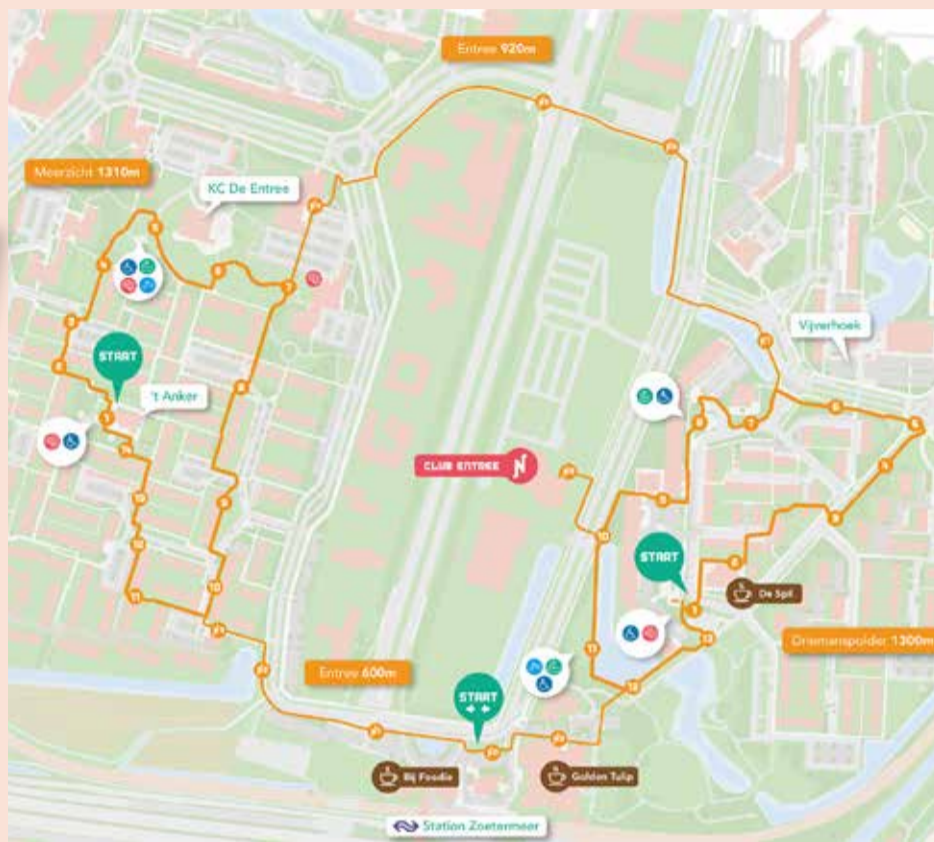 Entree 920m
Meerzicht 1310m
KC De Entree
Vijverhoek
START
't Anker
CLUB ENTREE
START
De Spil
Driemanspolder 1300m
Entree 600m
START
Bij Foodie
Golden Tulip
Station Zoetermeer